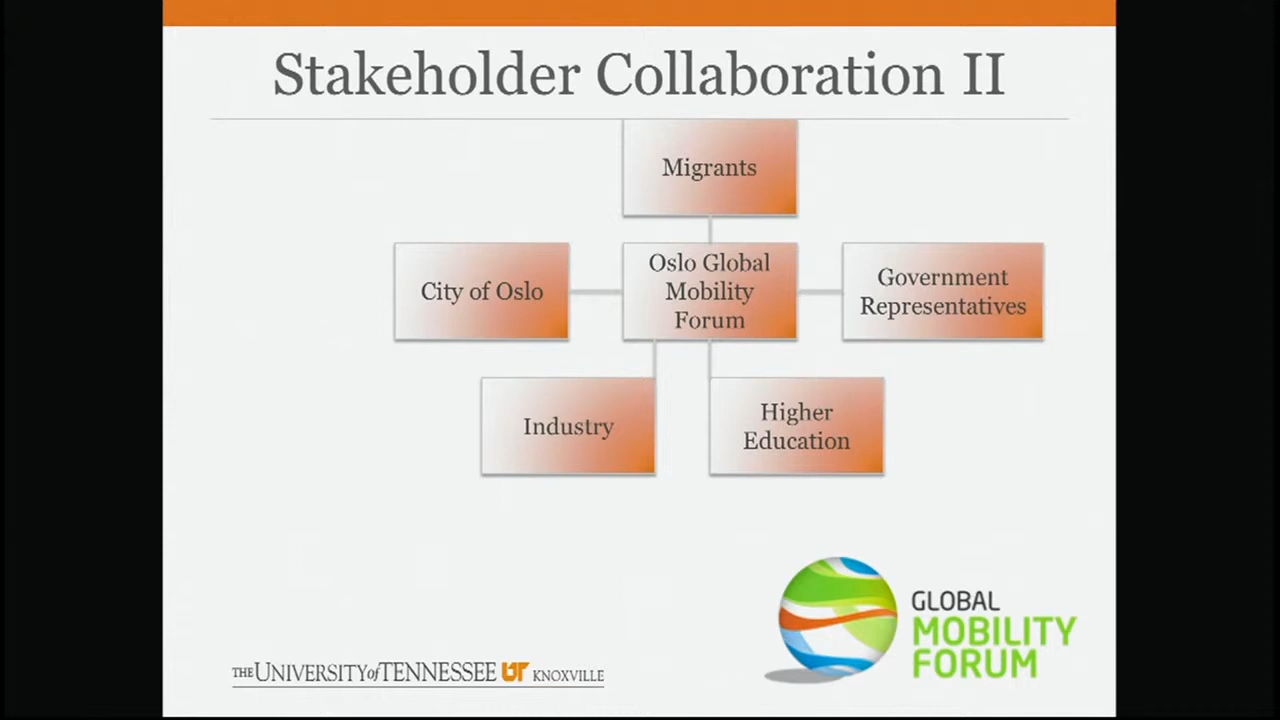 Stakeholder Collaboration II
Migrants
City of Oslo
Oslo Global
Mobility
Forum
Government
Representatives
Industry
Higher
Education
THE UNIVERSITY of TENNESSEE UT KNOXVILLE
GLOBAL
MOBILITY
FORUM